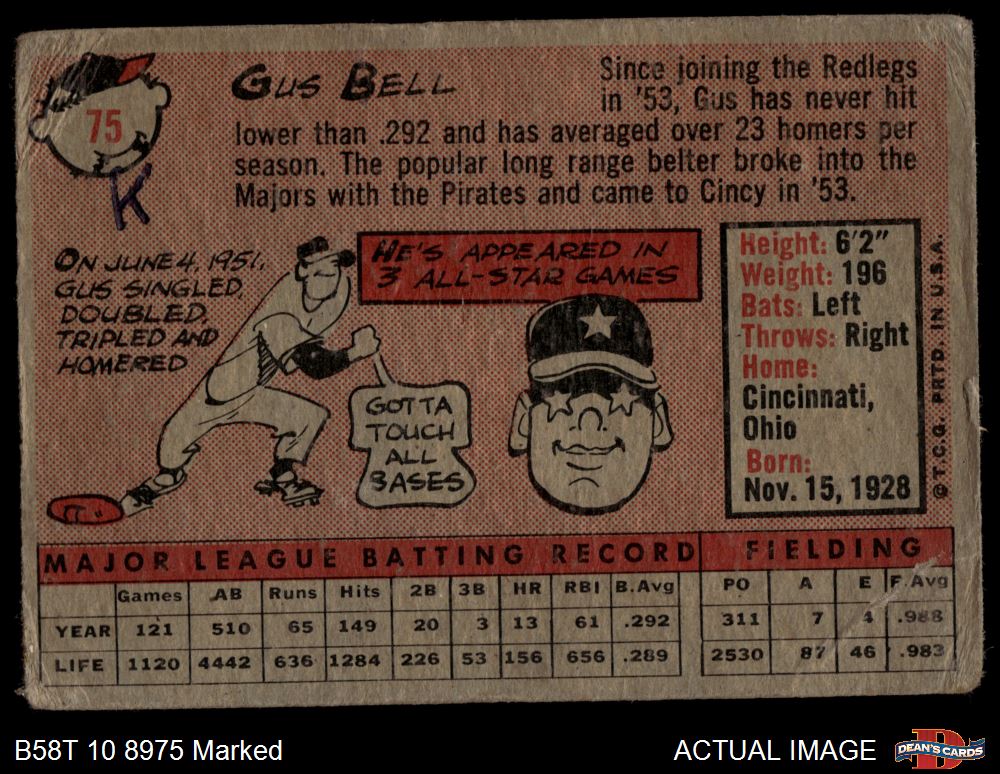 75
K
GUS BELL
Since joining the Redlegs
in '53, Gus has never hit
lower than .292 and has averaged over 23 homers per
season. The popular long range belter broke into the
Majors with the Pirates and came to Cincy in '53.
ON JUNE 4, 1951,
GUS SINGLED,
DOUBLED,
TRIPLED AND
HOMERED
HE'S APPEARED IN
3 ALL-STAR GAMES
GOTTA
TOUCH
ALL
BASES
Height: 6'2"
Weight: 196
Bats: Left
Throws: Right
Home:
Cincinnati,
Ohio
Born:
Nov. 15, 1928
© T.C.G. PRTD. IN U.S.A.
MAJOR LEAGUE BATTING RECORD FIELDING
Games AB Runs Hits 2B 3B HR RBI B.Avg PO A E F.Avg
YEAR 121 510 65 149 20 3 13 61 .292 311 7 4 .988
LIFE 1120 4442 636 1284 226 53 156 656 .289 2530 87 46 .983
B58T 10 8975 Marked
ACTUAL IMAGE
DEAN'S CARDS